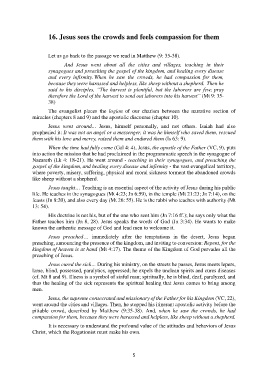 16. Jesus sees the crowds and feels compassion for them
Let us go back to the passage we read in Matthew (9: 35-38).
And Jesus went about all the cities and villages, teaching in their
synagogues and preaching the gospel of the kingdom, and healing every disease
and every infirmity. When he saw the crowds, he had compassion for them,
because they were harassed and helpless, like sheep without a shepherd. Then he
said to his disciples, "The harvest is plentiful, but the laborers are few; pray
therefore the Lord of the harvest to send out laborers into his harvest" (Mt 9: 35-
38)
The evangelist places the logion of our charism between the narrative section of
miracles (chapters 8 and 9) and the apostolic discourse (chapter 10).
Jesus went around... Jesus, himself personally, and not others. Isaiah had also
prophesied it: It was not an angel or a messenger, it was he himself who saved them, rescued
them with his love and mercy, raised them and endured them (Is 63: 9).
When the time had fully come (Gal 4: 4), Jesus, the apostle of the Father (VC, 9), puts
into action the mission that he had proclaimed in the programmatic speech in the synagogue of
Nazareth (Lk 4: 18-21). He went around - teaching in their synagogues, and preaching the
gospel of the kingdom, and healing every disease and infirmity - the vast evangelical territory,
where poverty, misery, suffering, physical and moral sickness torment the abandoned crowds
like sheep without a shepherd.
Jesus taught... Teaching is an essential aspect of the activity of Jesus during his public
life. He teaches in the synagogues (Mt 4:23; Jn 6:59), in the temple (Mt 21:23; Jn 7:14), on the
feasts (Jn 8:20), and also every day (Mt 26: 55). He is the rabbi who teaches with authority (Mt
13: 56).
His doctrine is not his, but of the one who sent him (Jn 7:16 ff.); he says only what the
Father teaches him (Jn 8, 28). Jesus speaks the words of God (Jn 3:34). He wants to make
known the authentic message of God and lead men to welcome it.
Jesus preached... immediately after the temptations in the desert, Jesus began
preaching, announcing the presence of the kingdom, and inviting to conversion: Repent, for the
kingdom of heaven is at hand (Mt 4:17). The theme of the Kingdom of God pervades all the
preaching of Jesus.
Jesus cured the sick... During his ministry, on the streets he passes, Jesus meets lepers,
lame, blind, possessed, paralytics, oppressed; he expels the unclean spirits and cures diseases
(cf. Mt 8 and 9). Illness is a symbol of sinful man; spiritually, he is blind, deaf, paralyzed, and
thus the healing of the sick represents the spiritual healing that Jesus comes to bring among
men.
Jesus, the supreme consecrated and missionary of the Father for his Kingdom (VC, 22),
went around the cities and villages. Then, he stopped his itinerant apostolic activity before the
pitiable crowd, described by Matthew (9:35-38). And, when he saw the crowds, he had
compassion for them, because they were harassed and helpless, like sheep without a shepherd.
It is necessary to understand the profound value of the attitudes and behaviors of Jesus
Christ, which the Rogationist must make his own.
5